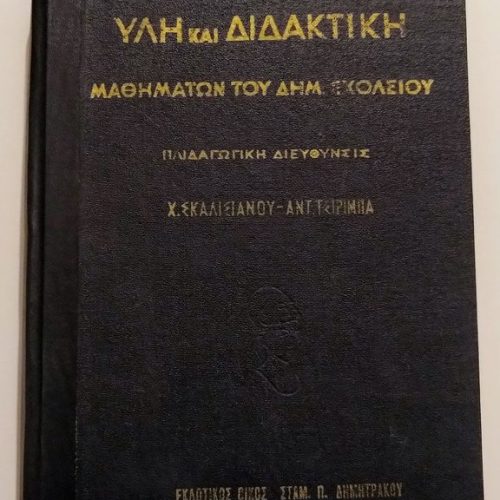 ΥΛΗ ΚΑΙ ΔΙΔΑΚΤΙΚΗ
ΜΑΘΗΜΑΤΩΝ ΤΟΥ ΔΗΜ. ΣΧΟΛΕΙΟΥ
ΠΑΙΔΑΓΩΓΙΚΗ ΔΙΕΥΘΥΝΣΙΣ
Χ. ΣΚΑΛΙΣΙΑΝΟΥ - ΑΝΤ. ΤΣΙΡΙΜΠΑ
ΕΚΔΟΤΙΚΟΣ ΟΙΚΟΣ ΣΤΑΜ. Π. ΔΗΜΗΤΡΑΚΟΥ